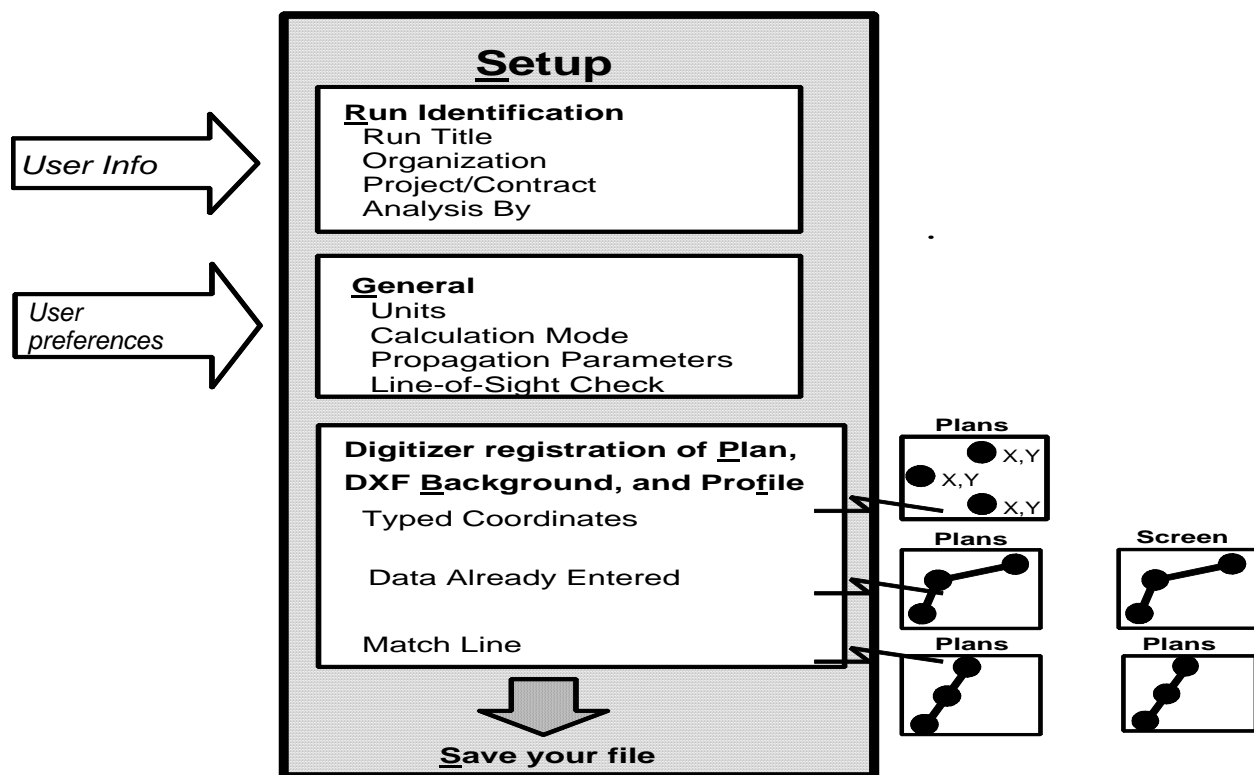 Setup
User Info
Run Identification
Run Title
Organization
Project/Contract
Analysis By
User
preferences
General
Units
Calculation Mode
Propagation Parameters
Line-of-Sight Check
Digitizer registration of Plan,
DXF Background, and Profile
Typed Coordinates
Data Already Entered
Match Line
Plans
X,Y
X,Y
X,Y
Plans
Screen
Plans
Plans
Save your file